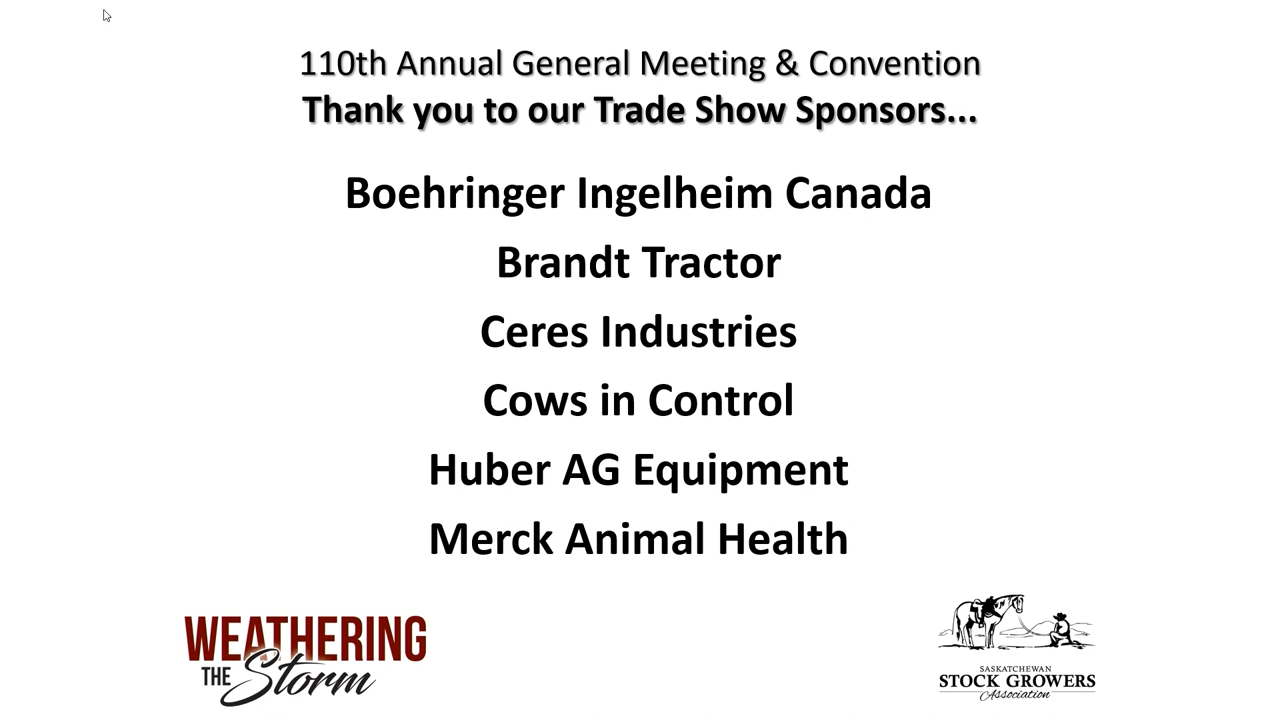 110th Annual General Meeting & Convention
Thank you to our Trade Show Sponsors...
Boehringer Ingelheim Canada
Brandt Tractor
Ceres Industries
Cows in Control
Huber AG Equipment
Merck Animal Health
WEATHERING
THE Storm
SASKATCHEWAN
STOCK GROWERS
Association